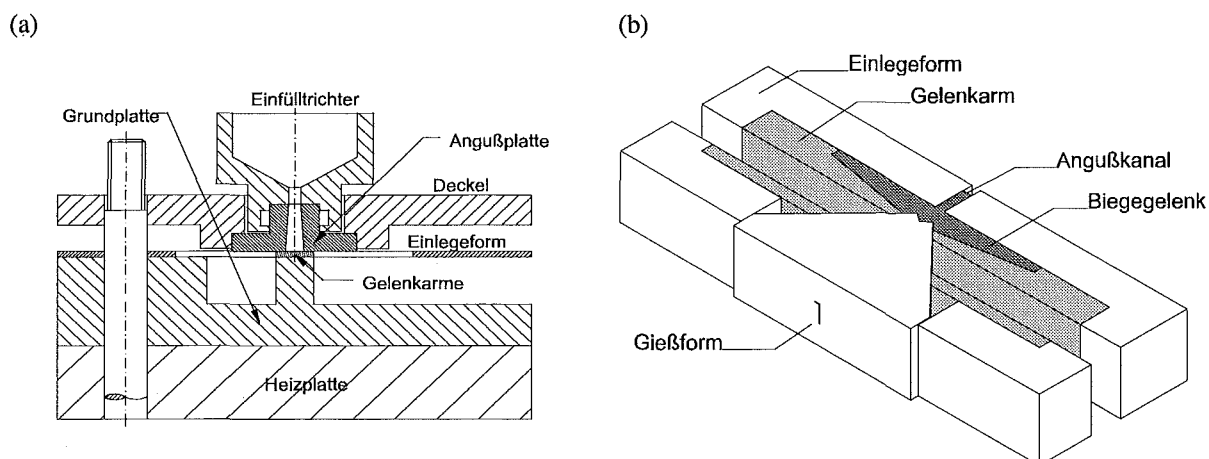 (a)
(b)
Einfülltrichter
Grundplatte
Angußplatte
Deckel
Einlegeform
Gelenkarme
Heizplatte
Einlegeform
Gelenkarm
Angußkanal
Biegegelenk
Gießform